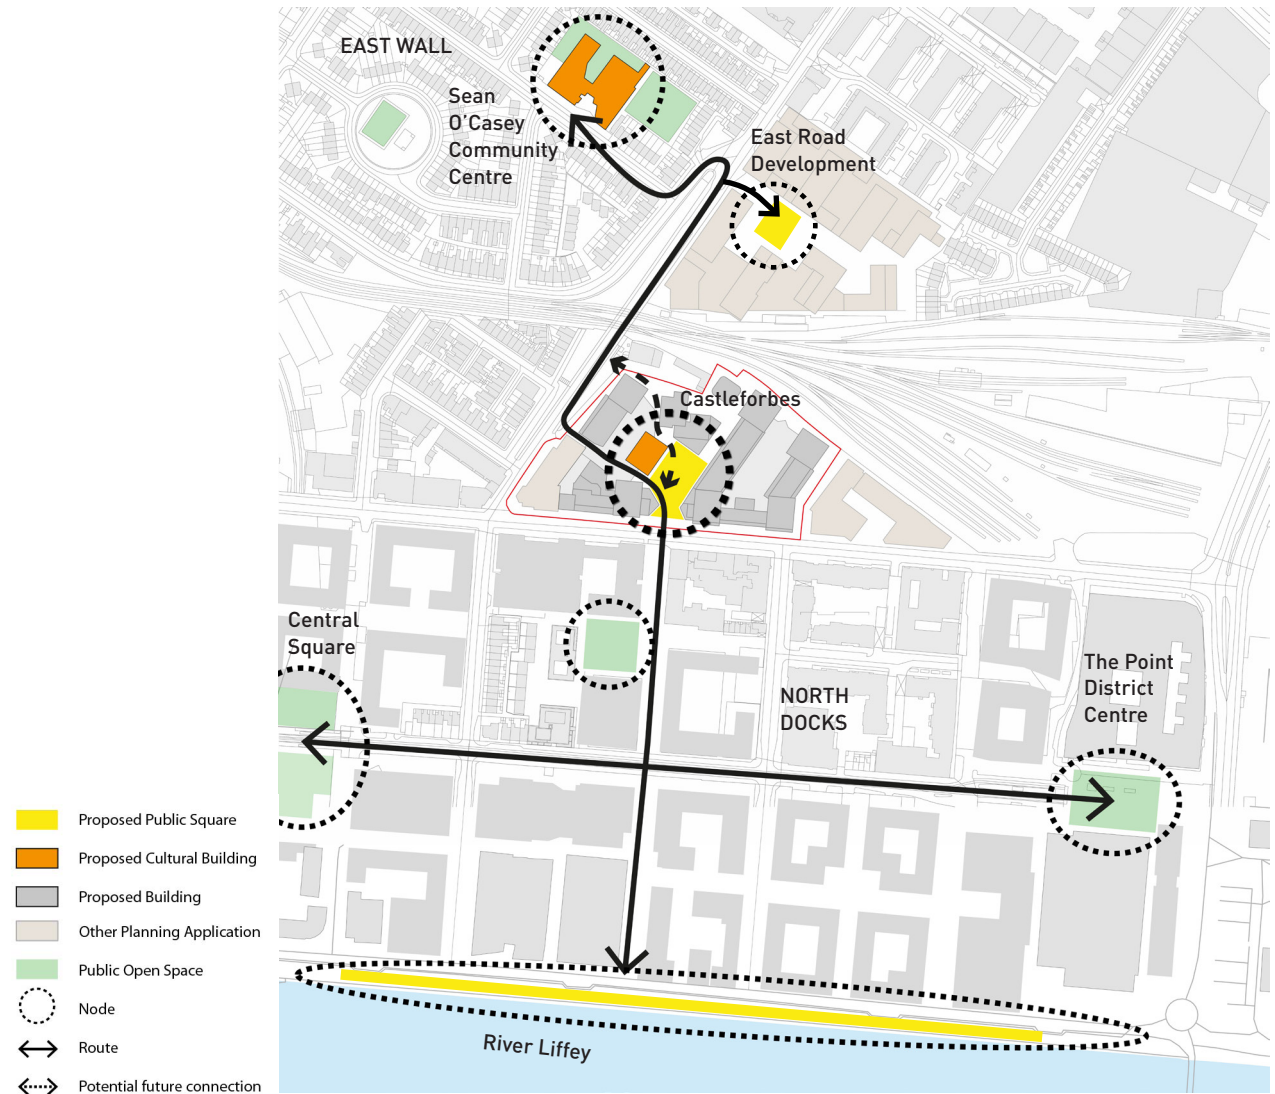 EAST WALL
Sean
O'Casey
Community
Centre
East Road
Development
Castleforbes
Central
Square
NORTH
DOCKS
The Point
District
Centre
River Liffey
Proposed Public Square
Proposed Cultural Building
Proposed Building
Other Planning Application
Public Open Space
Node
Route
Potential future connection